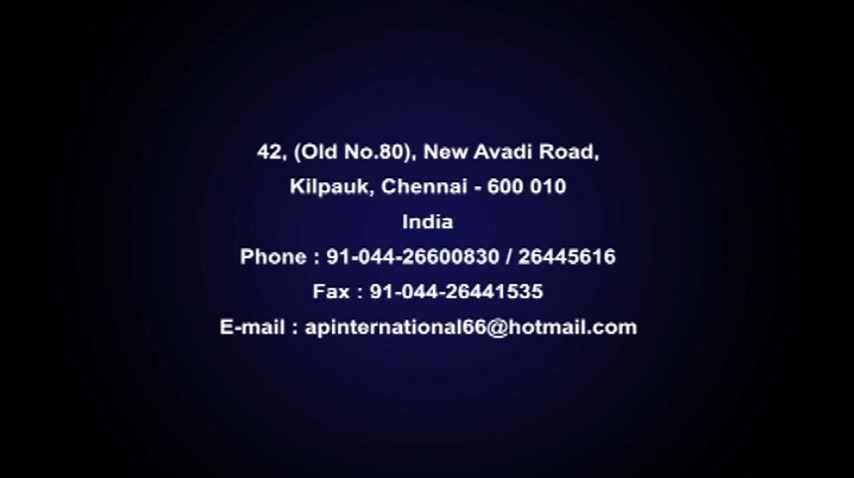 42, (Old No.80), New Avadi Road,
Kilpauk, Chennai - 600 010
India
Phone : 91-044-26600830 / 26445616
Fax : 91-044-26441535
E-mail : apinternational66@hotmail.com